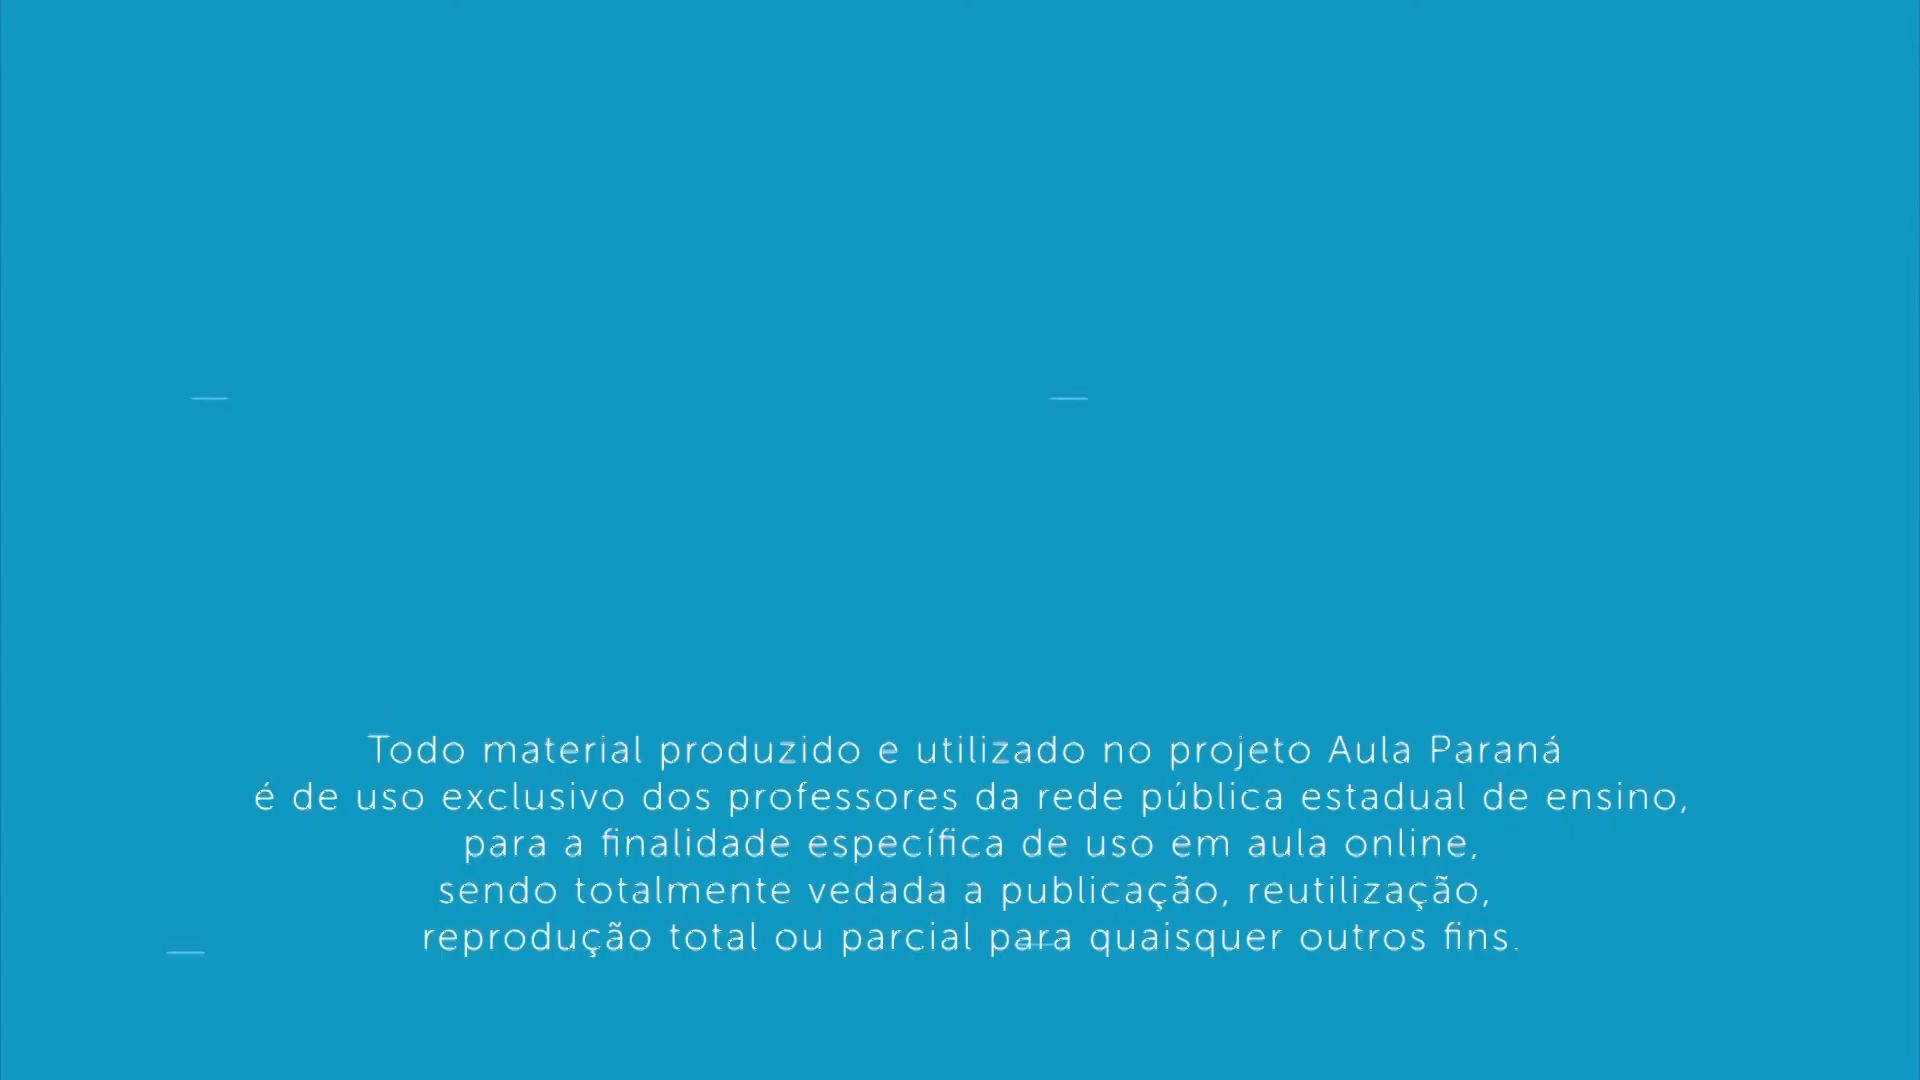 Todo material produzido e utilizado no projeto Aula Paraná
é de uso exclusivo dos professores da rede pública estadual de ensino,
para a finalidade específica de uso em aula online,
sendo totalmente vedada a publicação, reutilização,
reprodução total ou parcial para quaisquer outros fins.